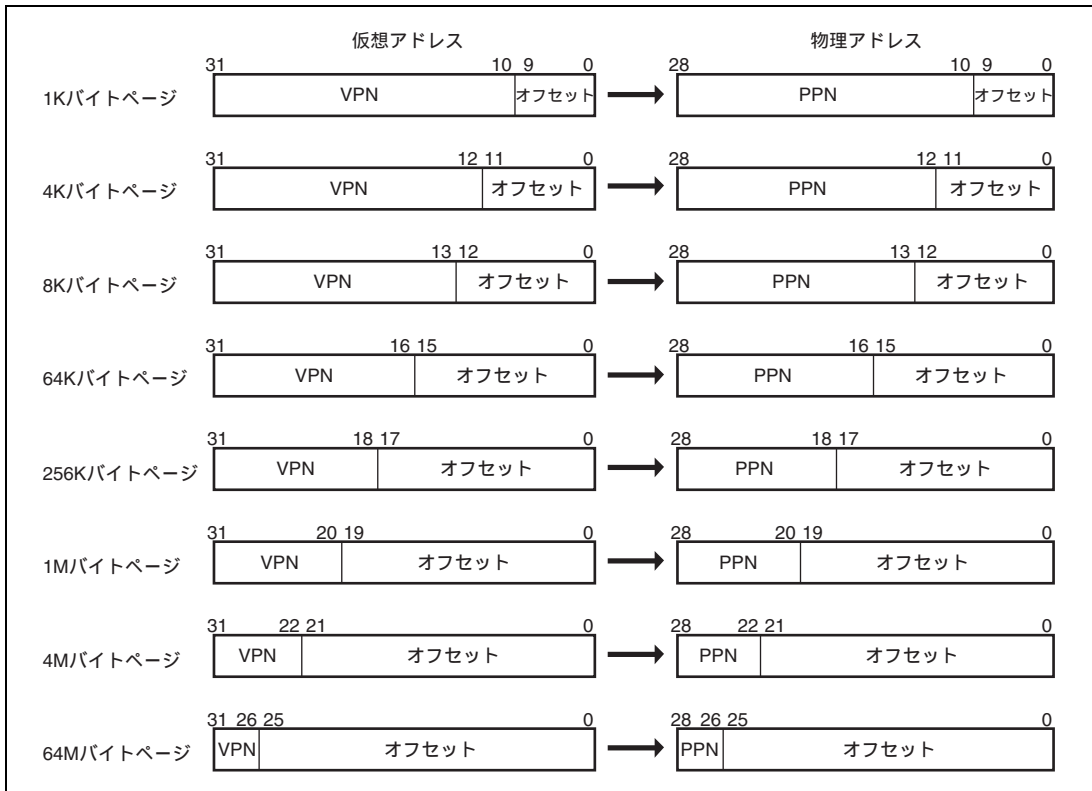 仮想アドレス 物理アドレス
31 10 9 0 28 10 9 0
1Kバイトページ VPN オフセット PPN オフセット
31 12 11 0 28 12 11 0
4Kバイトページ VPN オフセット PPN オフセット
31 13 12 0 28 13 12 0
8Kバイトページ VPN オフセット PPN オフセット
31 16 15 0 28 16 15 0
64Kバイトページ VPN オフセット PPN オフセット
31 18 17 0 28 18 17 0
256Kバイトページ VPN オフセット PPN オフセット
31 20 19 0 28 20 19 0
1Mバイトページ VPN オフセット PPN オフセット
31 22 21 0 28 22 21 0
4Mバイトページ VPN オフセット PPN オフセット
31 26 25 0 28 26 25 0
64Mバイトページ VPN オフセット PPN オフセット